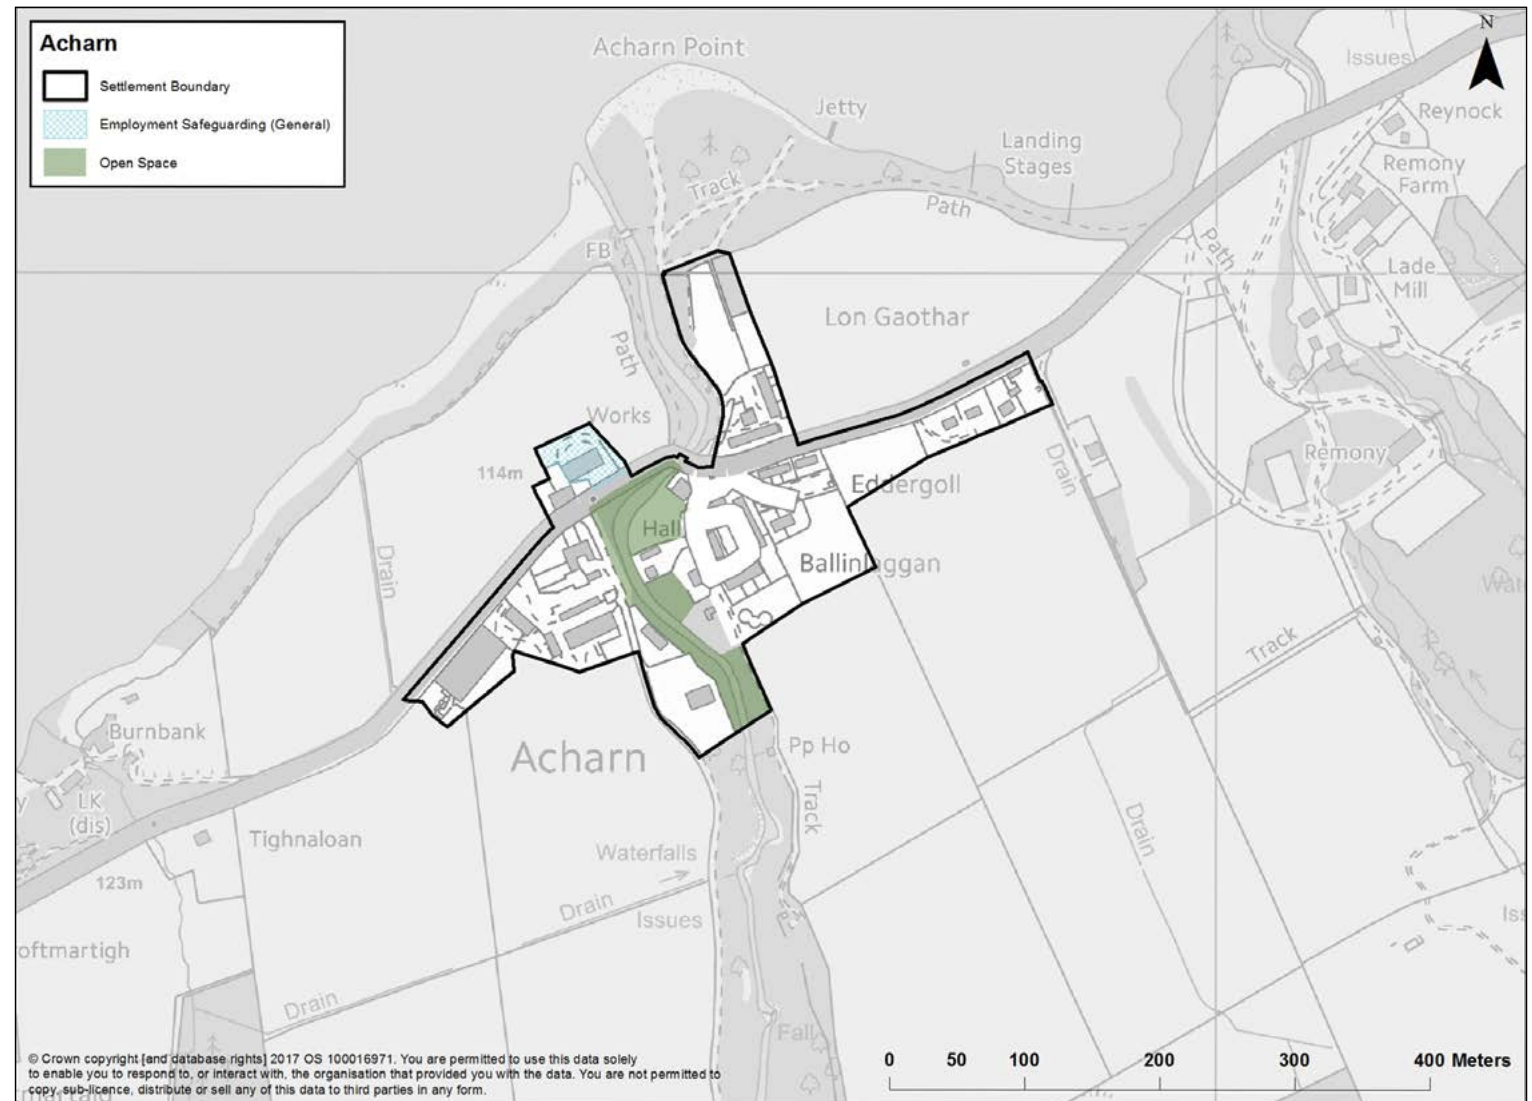 Acharn
Settlement Boundary
Employment Safeguarding (General)
Open Space
N
Acharn Point
Issues
Jetty
Reynock
Landing
Stages
Remony
Farm
Track
Path
FB
Path
Lade
Mill
Lon Gaothar
Path
Works
114m
Remony
Drain
Eddergoll
Hall
Ballinluggan
Drain
Track
Burnbank
Acharn
Pp Ho
LK
(dis)
Track
Drain
Tighnaloan
Waterfalls
123m
Drain
Issues
oftmartigh
Drain
Fall
© Crown copyright [and database rights] 2017 OS 100016971. You are permitted to use this data solely
to enable you to respond to, or interact with, the organisation that provided you with the data. You are not permitted to
copy, sub-licence, distribute or sell any of this data to third parties in any form.
0 50 100 200 300 400 Meters